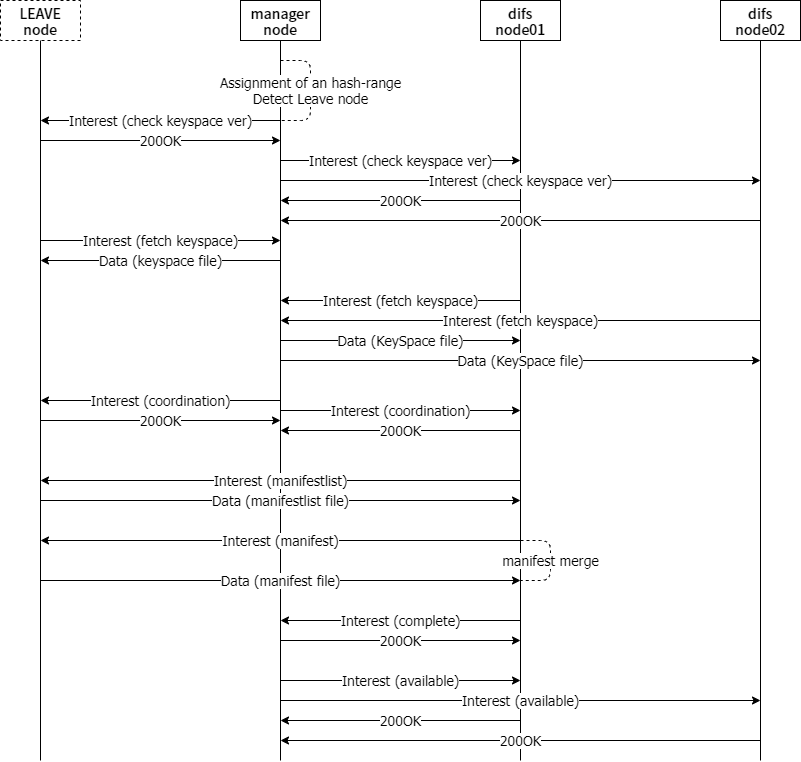 LEAVE
node
manager
node
difs
node01
difs
node02
Assignment of an hash-range
Detect Leave node
Interest (check keyspace ver)
200OK
Interest (check keyspace ver)
Interest (check keyspace ver)
200OK
200OK
Interest (fetch keyspace)
Data (keyspace file)
Interest (fetch keyspace)
Interest (fetch keyspace)
Data (KeySpace file)
Data (KeySpace file)
Interest (coordination)
Interest (coordination)
200OK
200OK
Interest (manifestlist)
Data (manifestlist file)
Interest (manifest)
manifest merge
Data (manifest file)
Interest (complete)
200OK
Interest (available)
Interest (available)
200OK
200OK